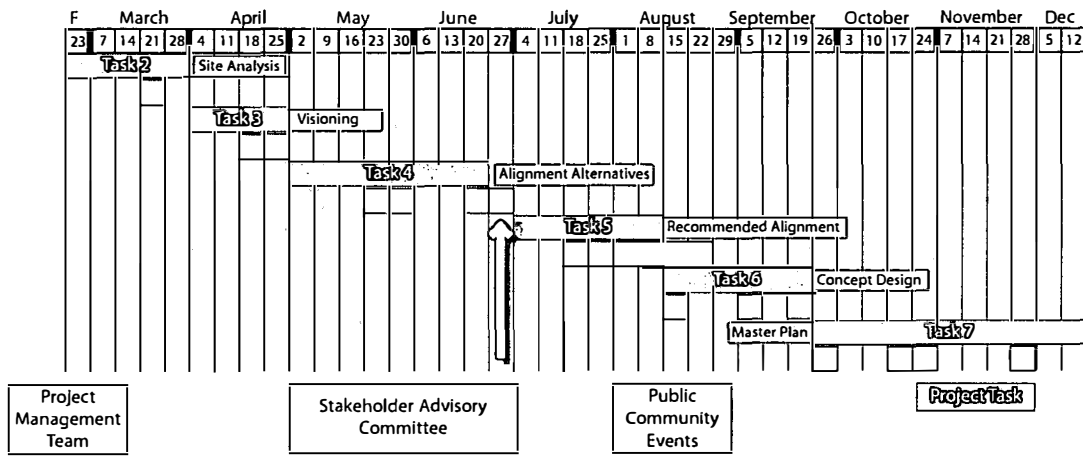 F March April May June July August September October November Dec
23 7 14 21 28 4 11 18 25 2 9 16 23 30 6 13 20 27 4 11 18 25 1 8 15 22 29 5 12 19 26 3 10 17 24 7 14 21 28 5 12
Task 2 Site Analysis
Task 3 Visioning
Task 4 Alignment Alternatives
Task 5 Recommended Alignment
Task 6 Concept Design
Master Plan Task 7
Project
Management
Team
Stakeholder Advisory
Committee
Public
Community
Events
Project Task